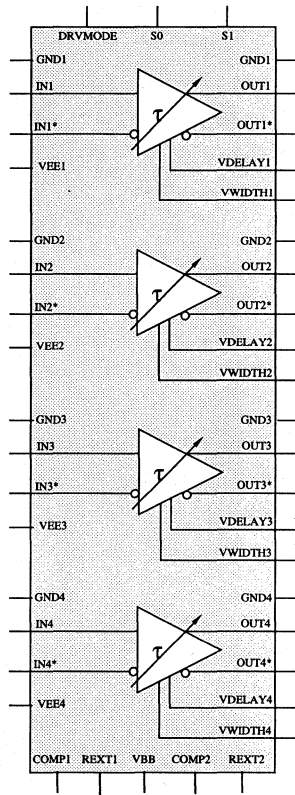 DRVMODE S0 S1
GND1 GND1
IN1 OUT1
τ
IN1* OUT1*
VEE1 VDELAY1
VWIDTH1
GND2 GND2
IN2 OUT2
τ
IN2* OUT2*
VEE2 VDELAY2
VWIDTH2
GND3 GND3
IN3 OUT3
τ
IN3* OUT3*
VEE3 VDELAY3
VWIDTH3
GND4 GND4
IN4 OUT4
τ
IN4* OUT4*
VEE4 VDELAY4
VWIDTH4
COMP1 REXT1 VBB COMP2 REXT2